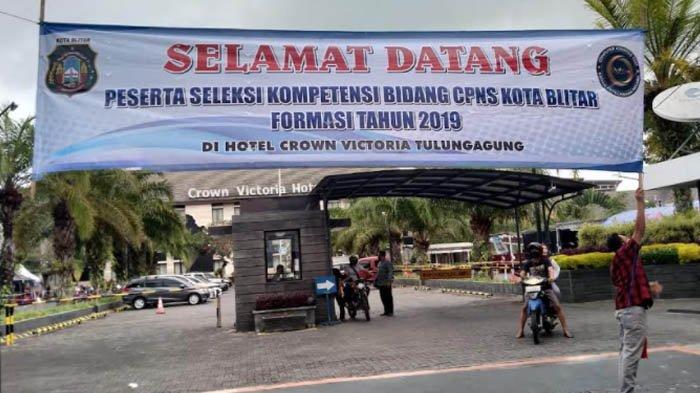 KOTA BLITAR
SELAMAT DATANG
PESERTA SELEKSI KOMPETENSI BIDANG CPNS KOTA BLITAR
FORMASI TAHUN 2019
DI HOTEL CROWN VICTORIA TULUNGAGUNG
Crown Victoria Hot